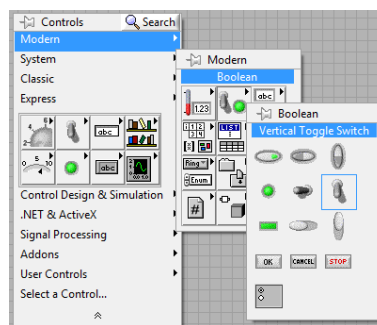 Controls
Search
Modern
System
Classic
Express
Control Design & Simulation
.NET & ActiveX
Signal Processing
Addons
User Controls
Select a Control...
Modern
Boolean
1.23
abc
Ring
Enum
#
Boolean
Vertical Toggle Switch
OK CANCEL STOP
abc
abc